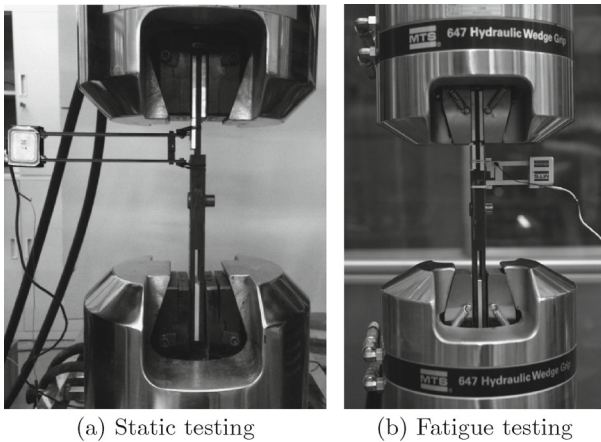 MTS 647 Hydraulic Wedge Grip
MTS 647 Hydraulic Wedge Grip
(a) Static testing
(b) Fatigue testing